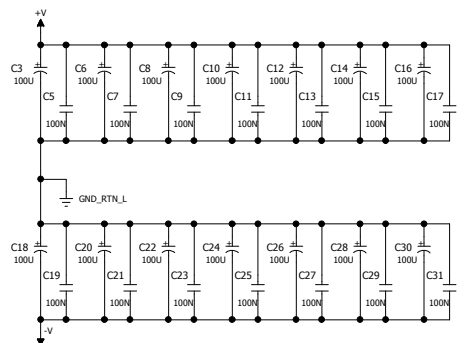 +V
C3 C6 C8 C10 C12 C14 C16
100U 100U 100U 100U 100U 100U 100U
C5 C7 C9 C11 C13 C15 C17
100N 100N 100N 100N 100N 100N 100N
GND_RTN_L
C18 C20 C22 C24 C26 C28 C30
100U 100U 100U 100U 100U 100U 100U
C19 C21 C23 C25 C27 C29 C31
100N 100N 100N 100N 100N 100N 100N
-V